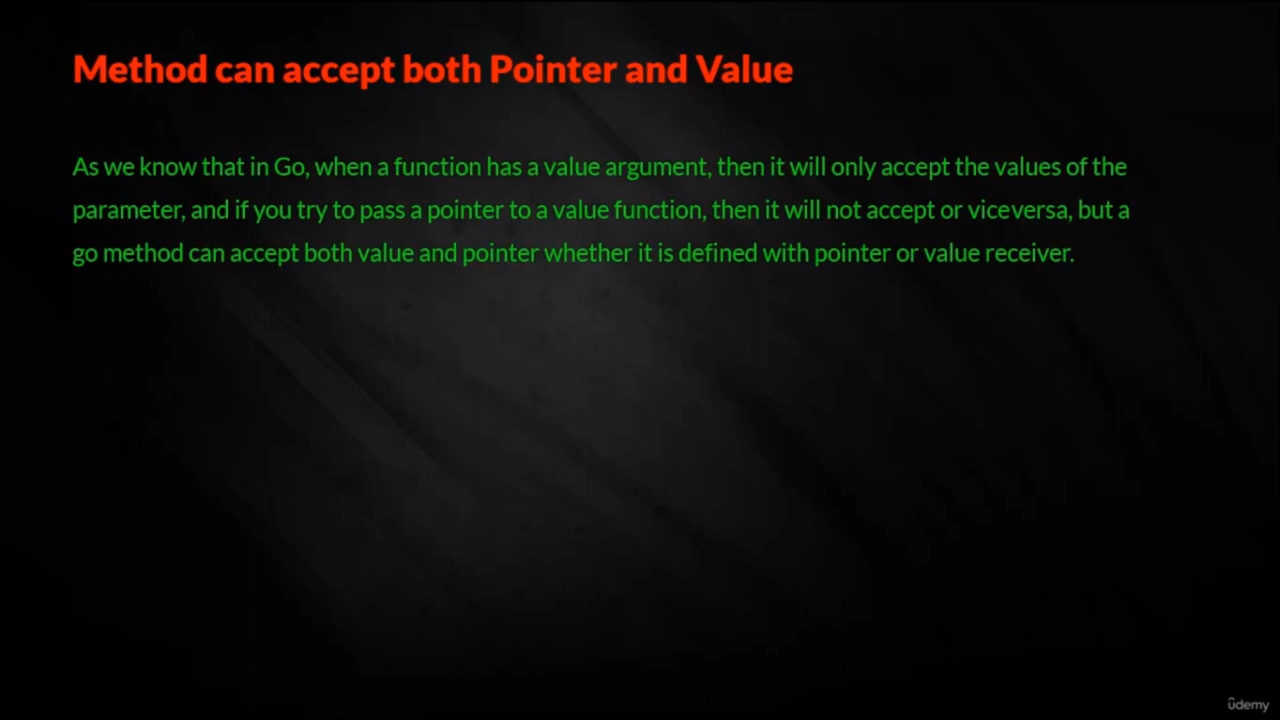 Method can accept both Pointer and Value
As we know that in Go, when a function has a value argument, then it will only accept the values of the
parameter, and if you try to pass a pointer to a value function, then it will not accept or viceversa, but a
go method can accept both value and pointer whether it is defined with pointer or value receiver.
ûdemy